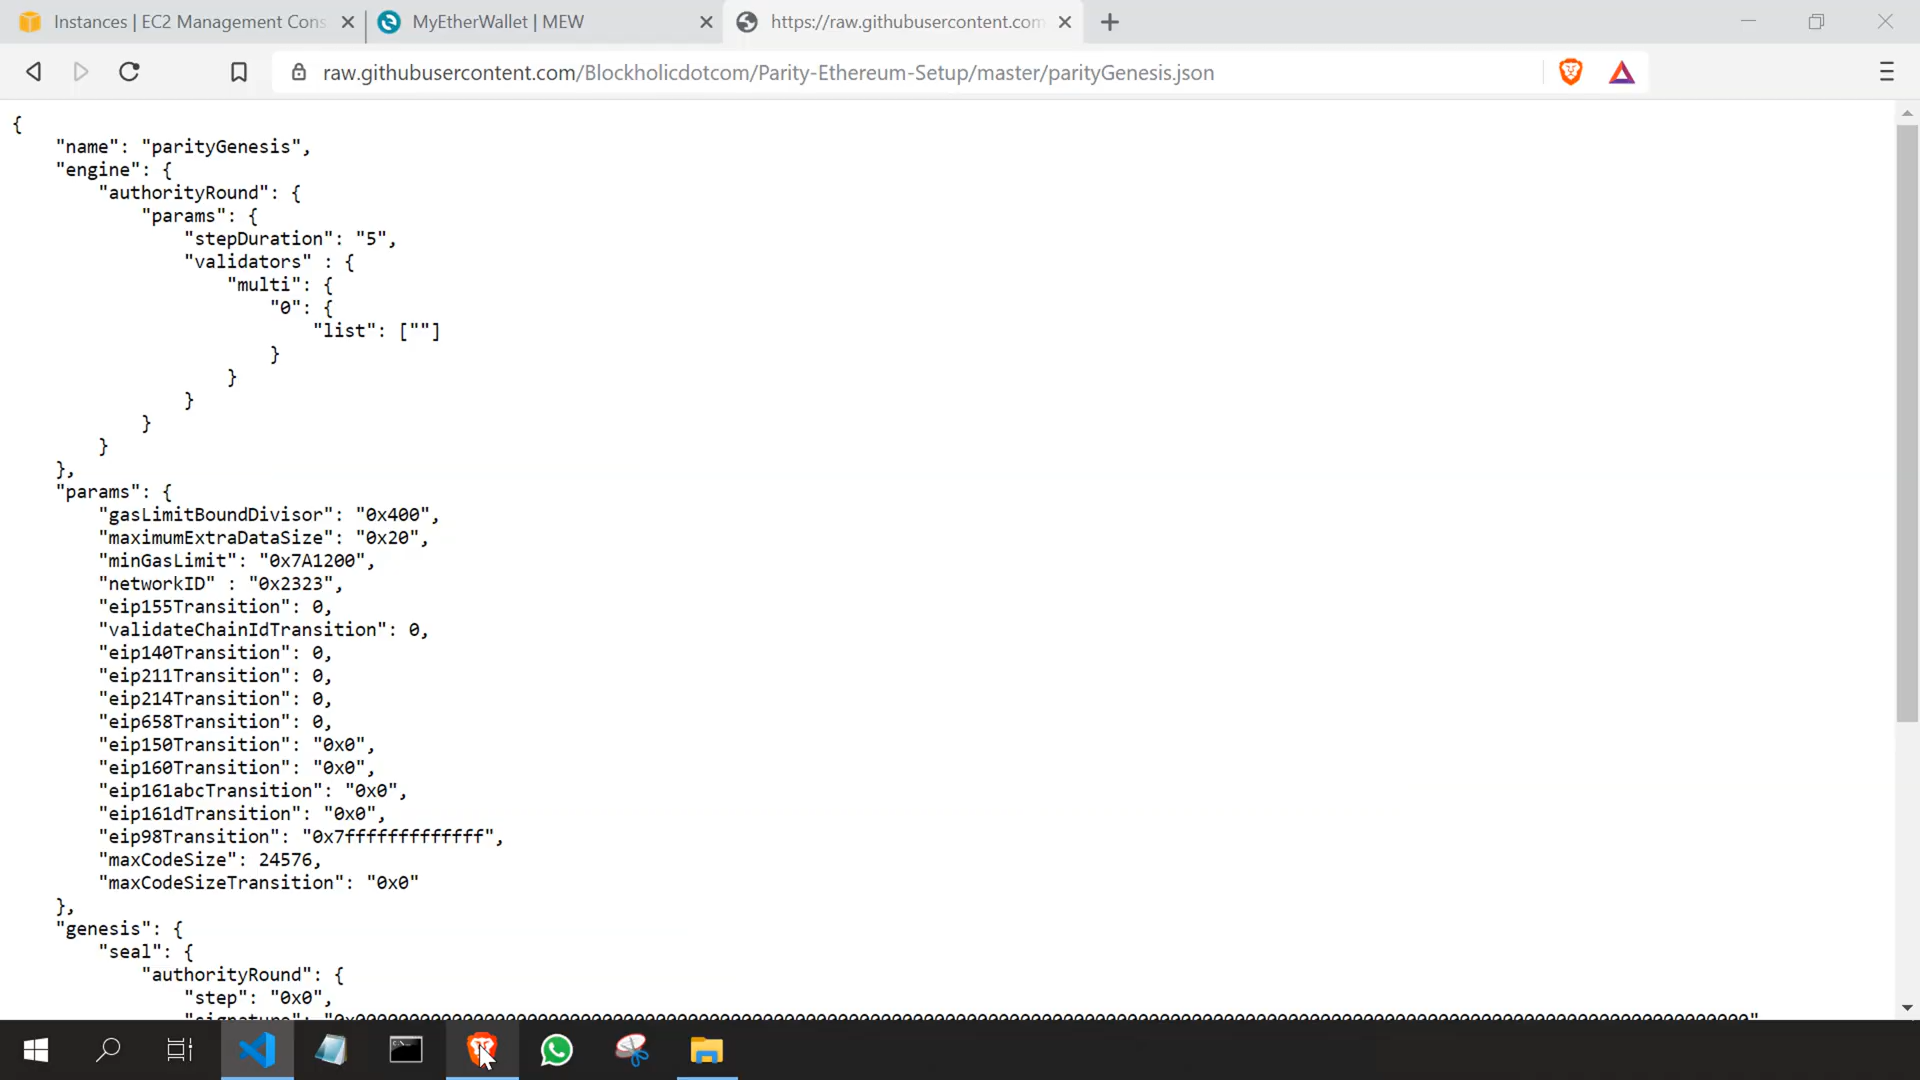 Instances | EC2 Management Cons
MyEtherWallet | MEW
https://raw.githubusercontent.com
raw.githubusercontent.com/Blockholicdotcom/Parity-Ethereum-Setup/master/parityGenesis.json
{
"name": "parityGenesis",
"engine": {
"authorityRound": {
"params": {
"stepDuration": "5",
"validators" : {
"multi": {
"0": {
"list": [""]
}
}
}
}
}
},
"params": {
"gasLimitBoundDivisor": "0x400",
"maximumExtraDataSize": "0x20",
"minGasLimit": "0x7A1200",
"networkID" : "0x2323",
"eip155Transition": 0,
"validateChainIdTransition": 0,
"eip140Transition": 0,
"eip211Transition": 0,
"eip214Transition": 0,
"eip658Transition": 0,
"eip150Transition": "0x0",
"eip160Transition": "0x0",
"eip161abcTransition": "0x0",
"eip161dTransition": "0x0",
"eip98Transition": "0x7fffffffffffff",
"maxCodeSize": 24576,
"maxCodeSizeTransition": "0x0"
},
"genesis": {
"seal": {
"authorityRound": {
"step": "0x0",
"signature":